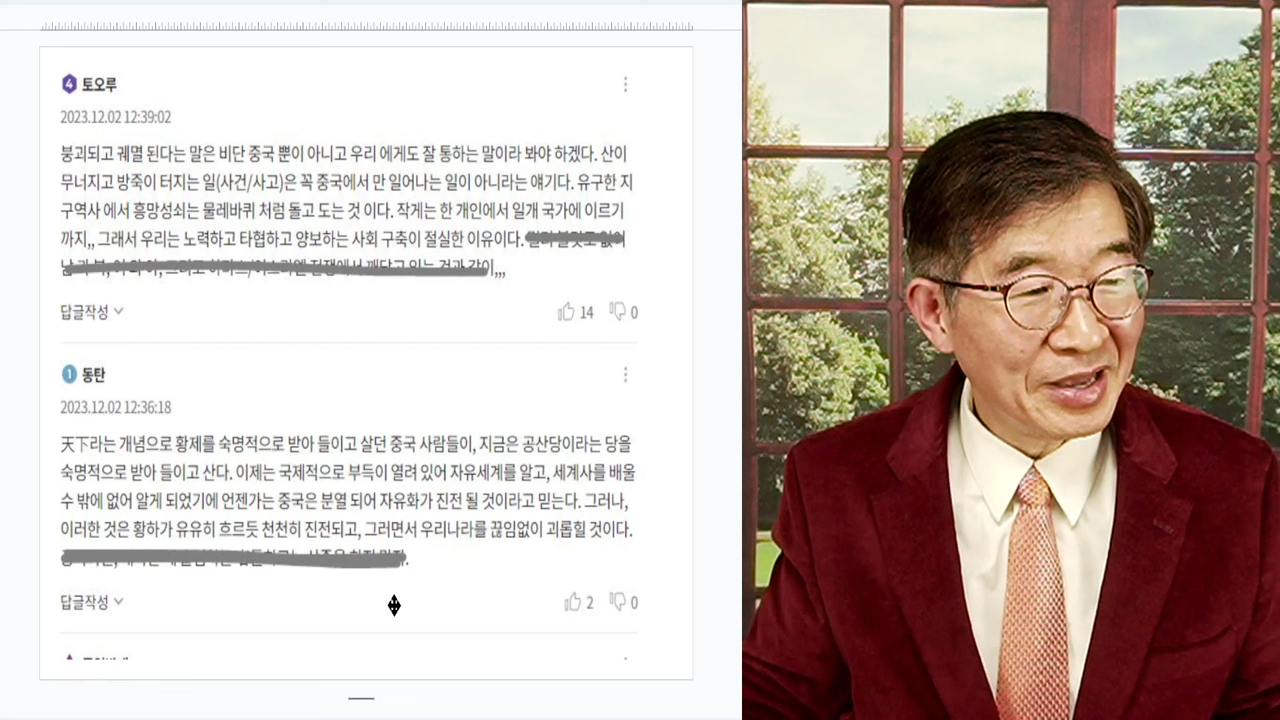 4 토오루
2023.12.02 12:39:02
붕괴되고 궤멸 된다는 말은 비단 중국 뿐이 아니고 우리 에게도 잘 통하는 말이라 봐야 하겠다. 산이
무너지고 방죽이 터지는 일(사건/사고)은 꼭 중국에서 만 일어나는 일이 아니라는 얘기다. 유구한 지
구역사 에서 흥망성쇠는 물레바퀴 처럼 돌고 도는 것 이다. 작게는 한 개인에서 일개 국가에 이르기
까지,, 그래서 우리는 노력하고 타협하고 양보하는 사회 구축이 절실한 이유이다.
이,,,
답글작성
14 0
1 동탄
2023.12.02 12:36:18
天下라는 개념으로 황제를 숙명적으로 받아 들이고 살던 중국 사람들이, 지금은 공산당이라는 당을
숙명적으로 받아 들이고 산다. 이제는 국제적으로 부득이 열려 있어 자유세계를 알고, 세계사를 배울
수 밖에 없어 알게 되었기에 언젠가는 중국은 분열 되어 자유화가 진전 될 것이라고 믿는다. 그러나,
이러한 것은 황하가 유유히 흐르듯 천천히 진전되고, 그러면서 우리나라를 끊임없이 괴롭힐 것이다.
답글작성
2 0